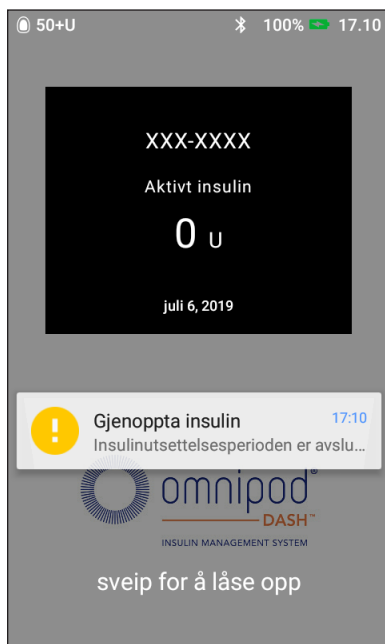 50+U 100% 17.10
XXX-XXXX
Aktivt insulin
0 U
juli 6, 2019
Gjenoppta insulin 17:10
Insulinutsettelsesperioden er avslu...
omnipod®
DASH™
INSULIN MANAGEMENT SYSTEM
sveip for å låse opp